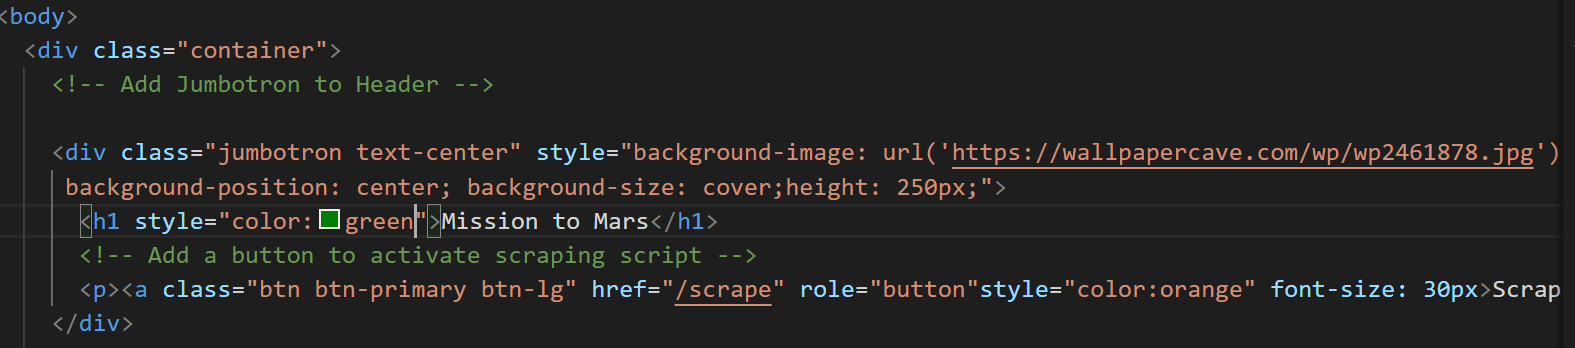 <body>
<div class="container">
<!-- Add Jumbotron to Header -->
<div class="jumbotron text-center" style="background-image: url('https://wallpapercave.com/wp/wp2461878.jpg')
background-position: center; background-size: cover;height: 250px;">
<h1 style="color:green">Mission to Mars</h1>
<!-- Add a button to activate scraping script -->
<p><a class="btn btn-primary btn-lg" href="/scrape" role="button"style="color:orange" font-size: 30px>Scrap
</div>